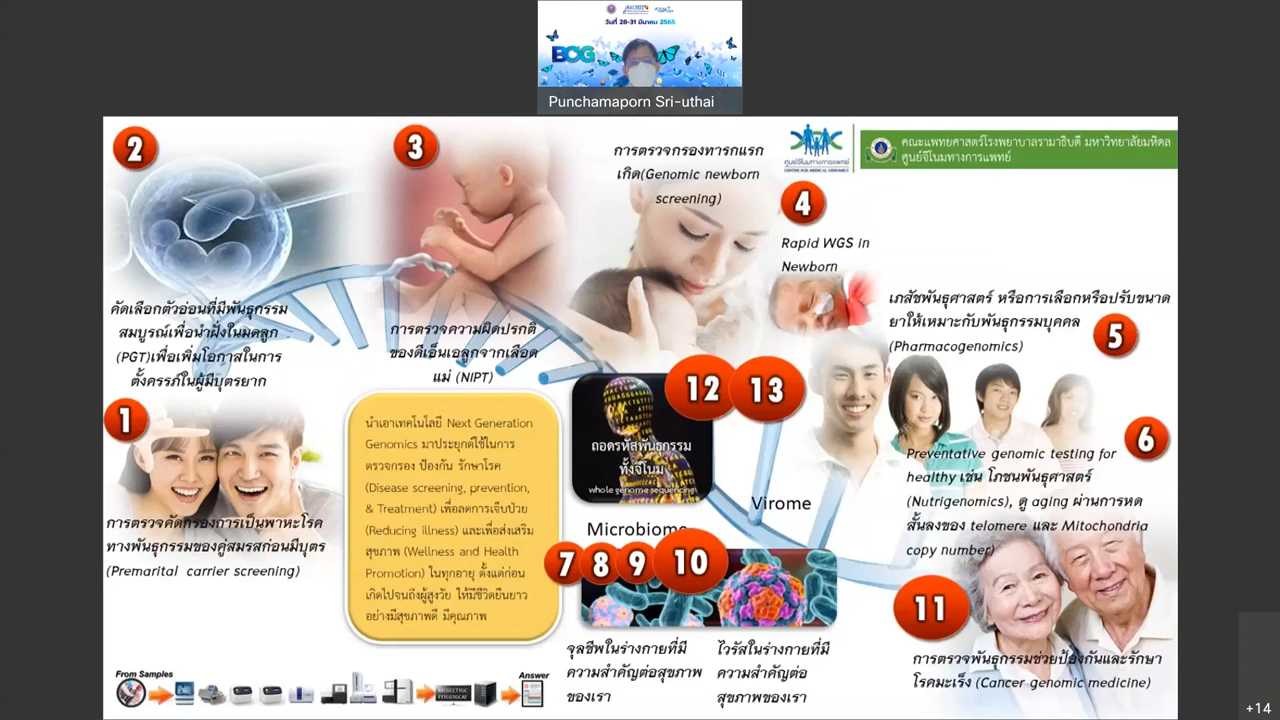 วันที่ 28-31 มีนาคม 2565
BCG
Punchamaporn Sri-uthai
2
3
การตรวจกรองทารกแรก
เกิด(Genomic newborn
screening)
ศูนย์จีโนมทางการแพทย์
CENTER FOR MEDICAL GENOMICS
คณะแพทยศาสตร์โรงพยาบาลรามาธิบดี มหาวิทยาลัยมหิดล
ศูนย์จีโนมทางการแพทย์
4
Rapid WGS in
Newborn
คัดเลือกตัวอ่อนที่มีพันธุกรรม
สมบูรณ์เพื่อนำฝังในมดลูก
(PGT)เพื่อเพิ่มโอกาสในการ
ตั้งครรภ์ในผู้มีบุตรยาก
การตรวจความผิดปรกติ
ของดีเอ็นเอลูกจากเลือด
แม่ (NIPT)
เภสัชพันธุศาสตร์ หรือการเลือกหรือปรับขนาด
ยาให้เหมาะกับพันธุกรรมบุคคล
(Pharmacogenomics)
5
1
การตรวจคัดกรองการเป็นพาหะโรค
ทางพันธุกรรมของคู่สมรสก่อนมีบุตร
(Premarital carrier screening)
นำเอาเทคโนโลยี Next Generation
Genomics มาประยุกต์ใช้ในการ
ตรวจกรอง ป้องกัน รักษาโรค
(Disease screening, prevention,
& Treatment) เพื่อลดการเจ็บป่วย
(Reducing illness) และเพื่อส่งเสริม
สุขภาพ (Wellness and Health
Promotion) ในทุกอายุ ตั้งแต่ก่อน
เกิดไปจนถึงผู้สูงวัย ให้มีชีวิตยืนยาว
อย่างมีสุขภาพดี มีคุณภาพ
12 13
ถอดรหัสพันธุกรรม
ทั้งจีโนม
whole genome sequencing
6
Preventative genomic testing for
healthy เช่น โภชนพันธุศาสตร์
(Nutrigenomics), ดู aging ผ่านการหด
สั้นลงของ telomere และ Mitochondria
copy number)
Virome
Microbiome
7 8 9 10
จุลชีพในร่างกายที่มี
ความสำคัญต่อสุขภาพ
ของเรา
ไวรัสในร่างกายที่มี
ความสำคัญต่อ
สุขภาพของเรา
11
การตรวจพันธุกรรมช่วยป้องกันและรักษา
โรคมะเร็ง (Cancer genomic medicine)
From Samples
Answer
+14